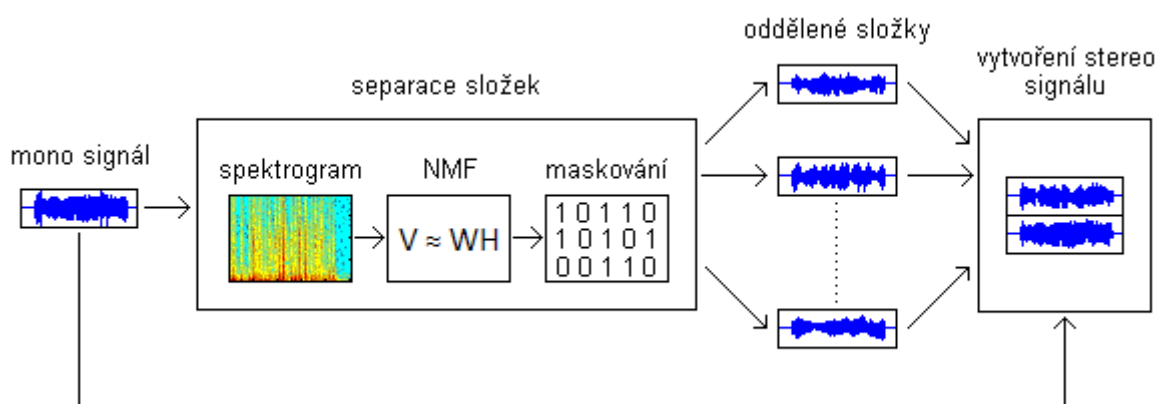 mono signál
separace složek
spektrogram
NMF
V ≈ WH
maskování
1 0 1 1 0
1 0 1 0 1
0 0 1 1 0
oddělené složky
vytvoření stereo
signálu